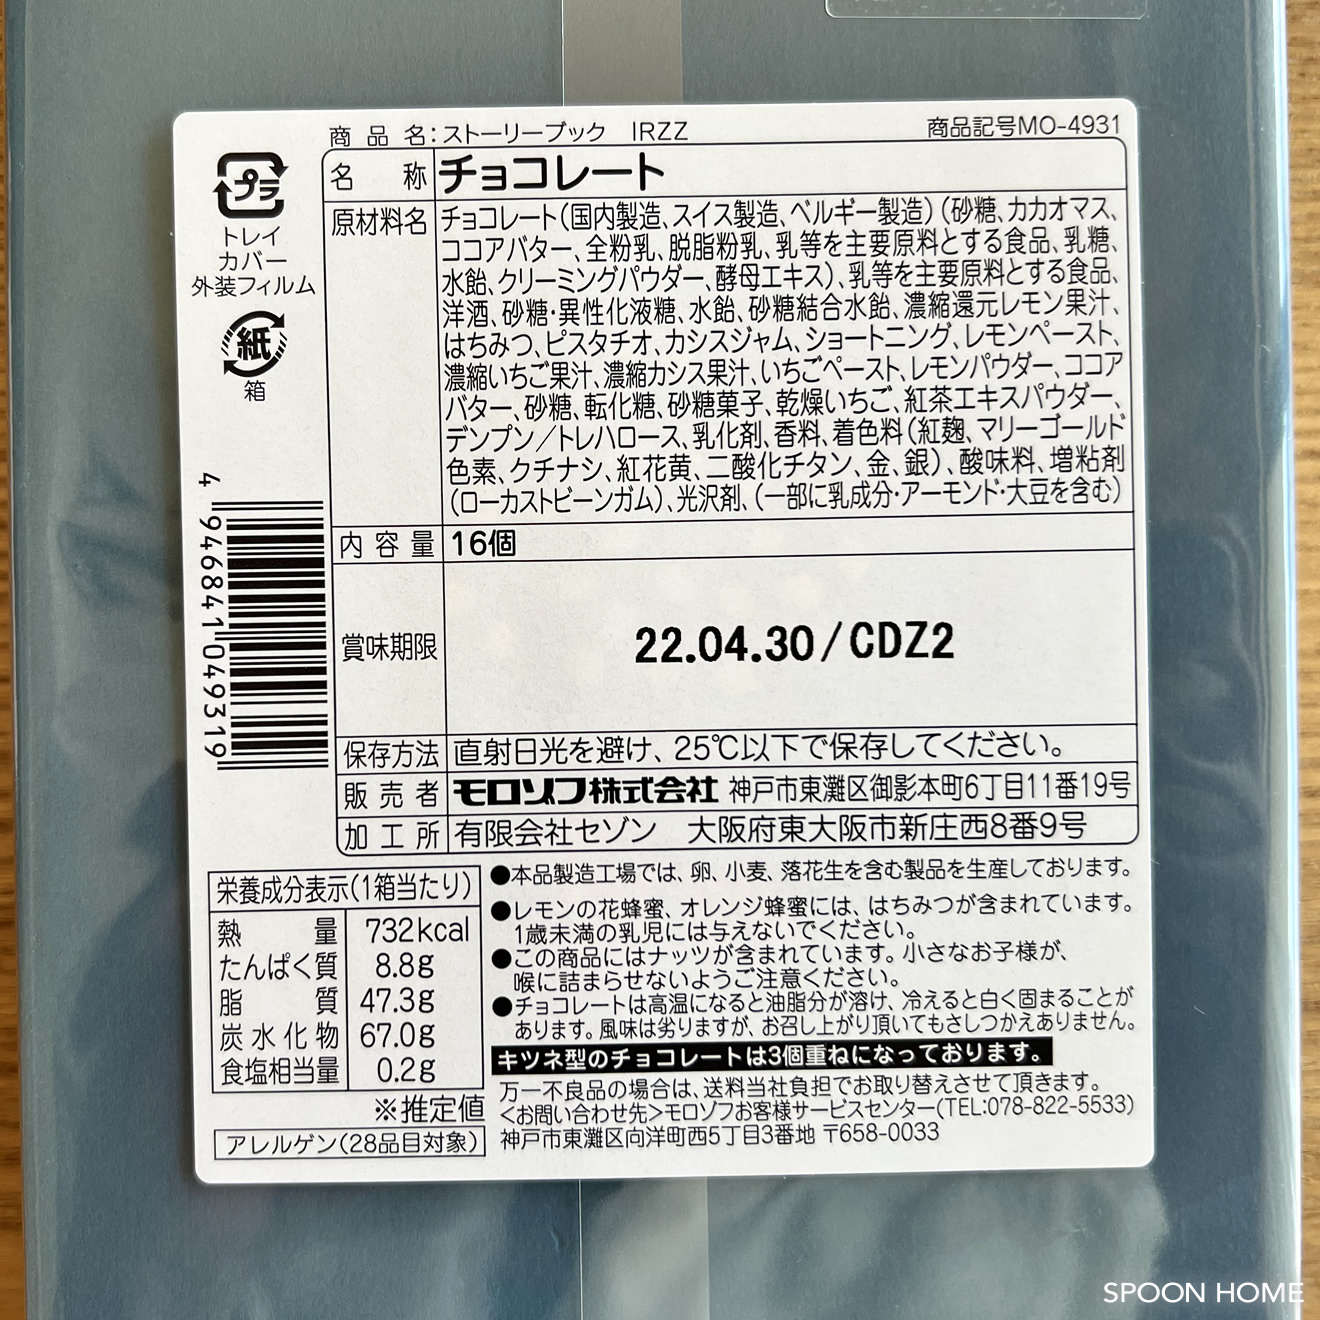 商品名:ストーリーブック IRZZ 商品記号MO-4931
プラ
トレイ
カバー
外装フィルム
紙
箱
4 946841 049319
名称 チョコレート
原材料名 チョコレート(国内製造、スイス製造、ベルギー製造)(砂糖、カカオマス、
ココアバター、全粉乳、脱脂粉乳、乳等を主要原料とする食品、乳糖、
水飴、クリーミングパウダー、酵母エキス)、乳等を主要原料とする食品、
洋酒、砂糖・異性化液糖、水飴、砂糖結合水飴、濃縮還元レモン果汁、
はちみつ、ピスタチオ、カシスジャム、ショートニング、レモンペースト、
濃縮いちご果汁、濃縮カシス果汁、いちごペースト、レモンパウダー、ココア
バター、砂糖、転化糖、砂糖菓子、乾燥いちご、紅茶エキスパウダー、
デンプン/トレハロース、乳化剤、香料、着色料(紅麹、マリーゴールド
色素、クチナシ、紅花黄、二酸化チタン、金、銀)、酸味料、増粘剤
(ローカストビーンガム)、光沢剤、(一部に乳成分・アーモンド・大豆を含む)
内容量 16個
賞味期限 22.04.30/CDZ2
保存方法 直射日光を避け、25℃以下で保存してください。
販売者 モロゾフ株式会社 神戸市東灘区御影本町6丁目11番19号
加工所 有限会社セゾン 大阪府東大阪市新庄西8番9号
栄養成分表示(1箱当たり)
熱量 732kcal
たんぱく質 8.8g
脂質 47.3g
炭水化物 67.0g
食塩相当量 0.2g
※推定値
アレルゲン(28品目対象)
●本品製造工場では、卵、小麦、落花生を含む製品を生産しております。
●レモンの花蜂蜜、オレンジ蜂蜜には、はちみつが含まれています。
1歳未満の乳児には与えないでください。
●この商品にはナッツが含まれています。小さなお子様が、
喉に詰まらせないようご注意ください。
●チョコレートは高温になると油脂分が溶け、冷えると白く固まることが
あります。風味は劣りますが、お召し上がり頂いてもさしつかえありません。
キツネ型のチョコレートは3個重ねになっております。
万一不良品の場合は、送料当社負担でお取り替えさせて頂きます。
<お問い合わせ先>モロゾフお客様サービスセンター(TEL:078-822-5533)
神戸市東灘区向洋町西5丁目3番地 〒658-0033
SPOON HOME